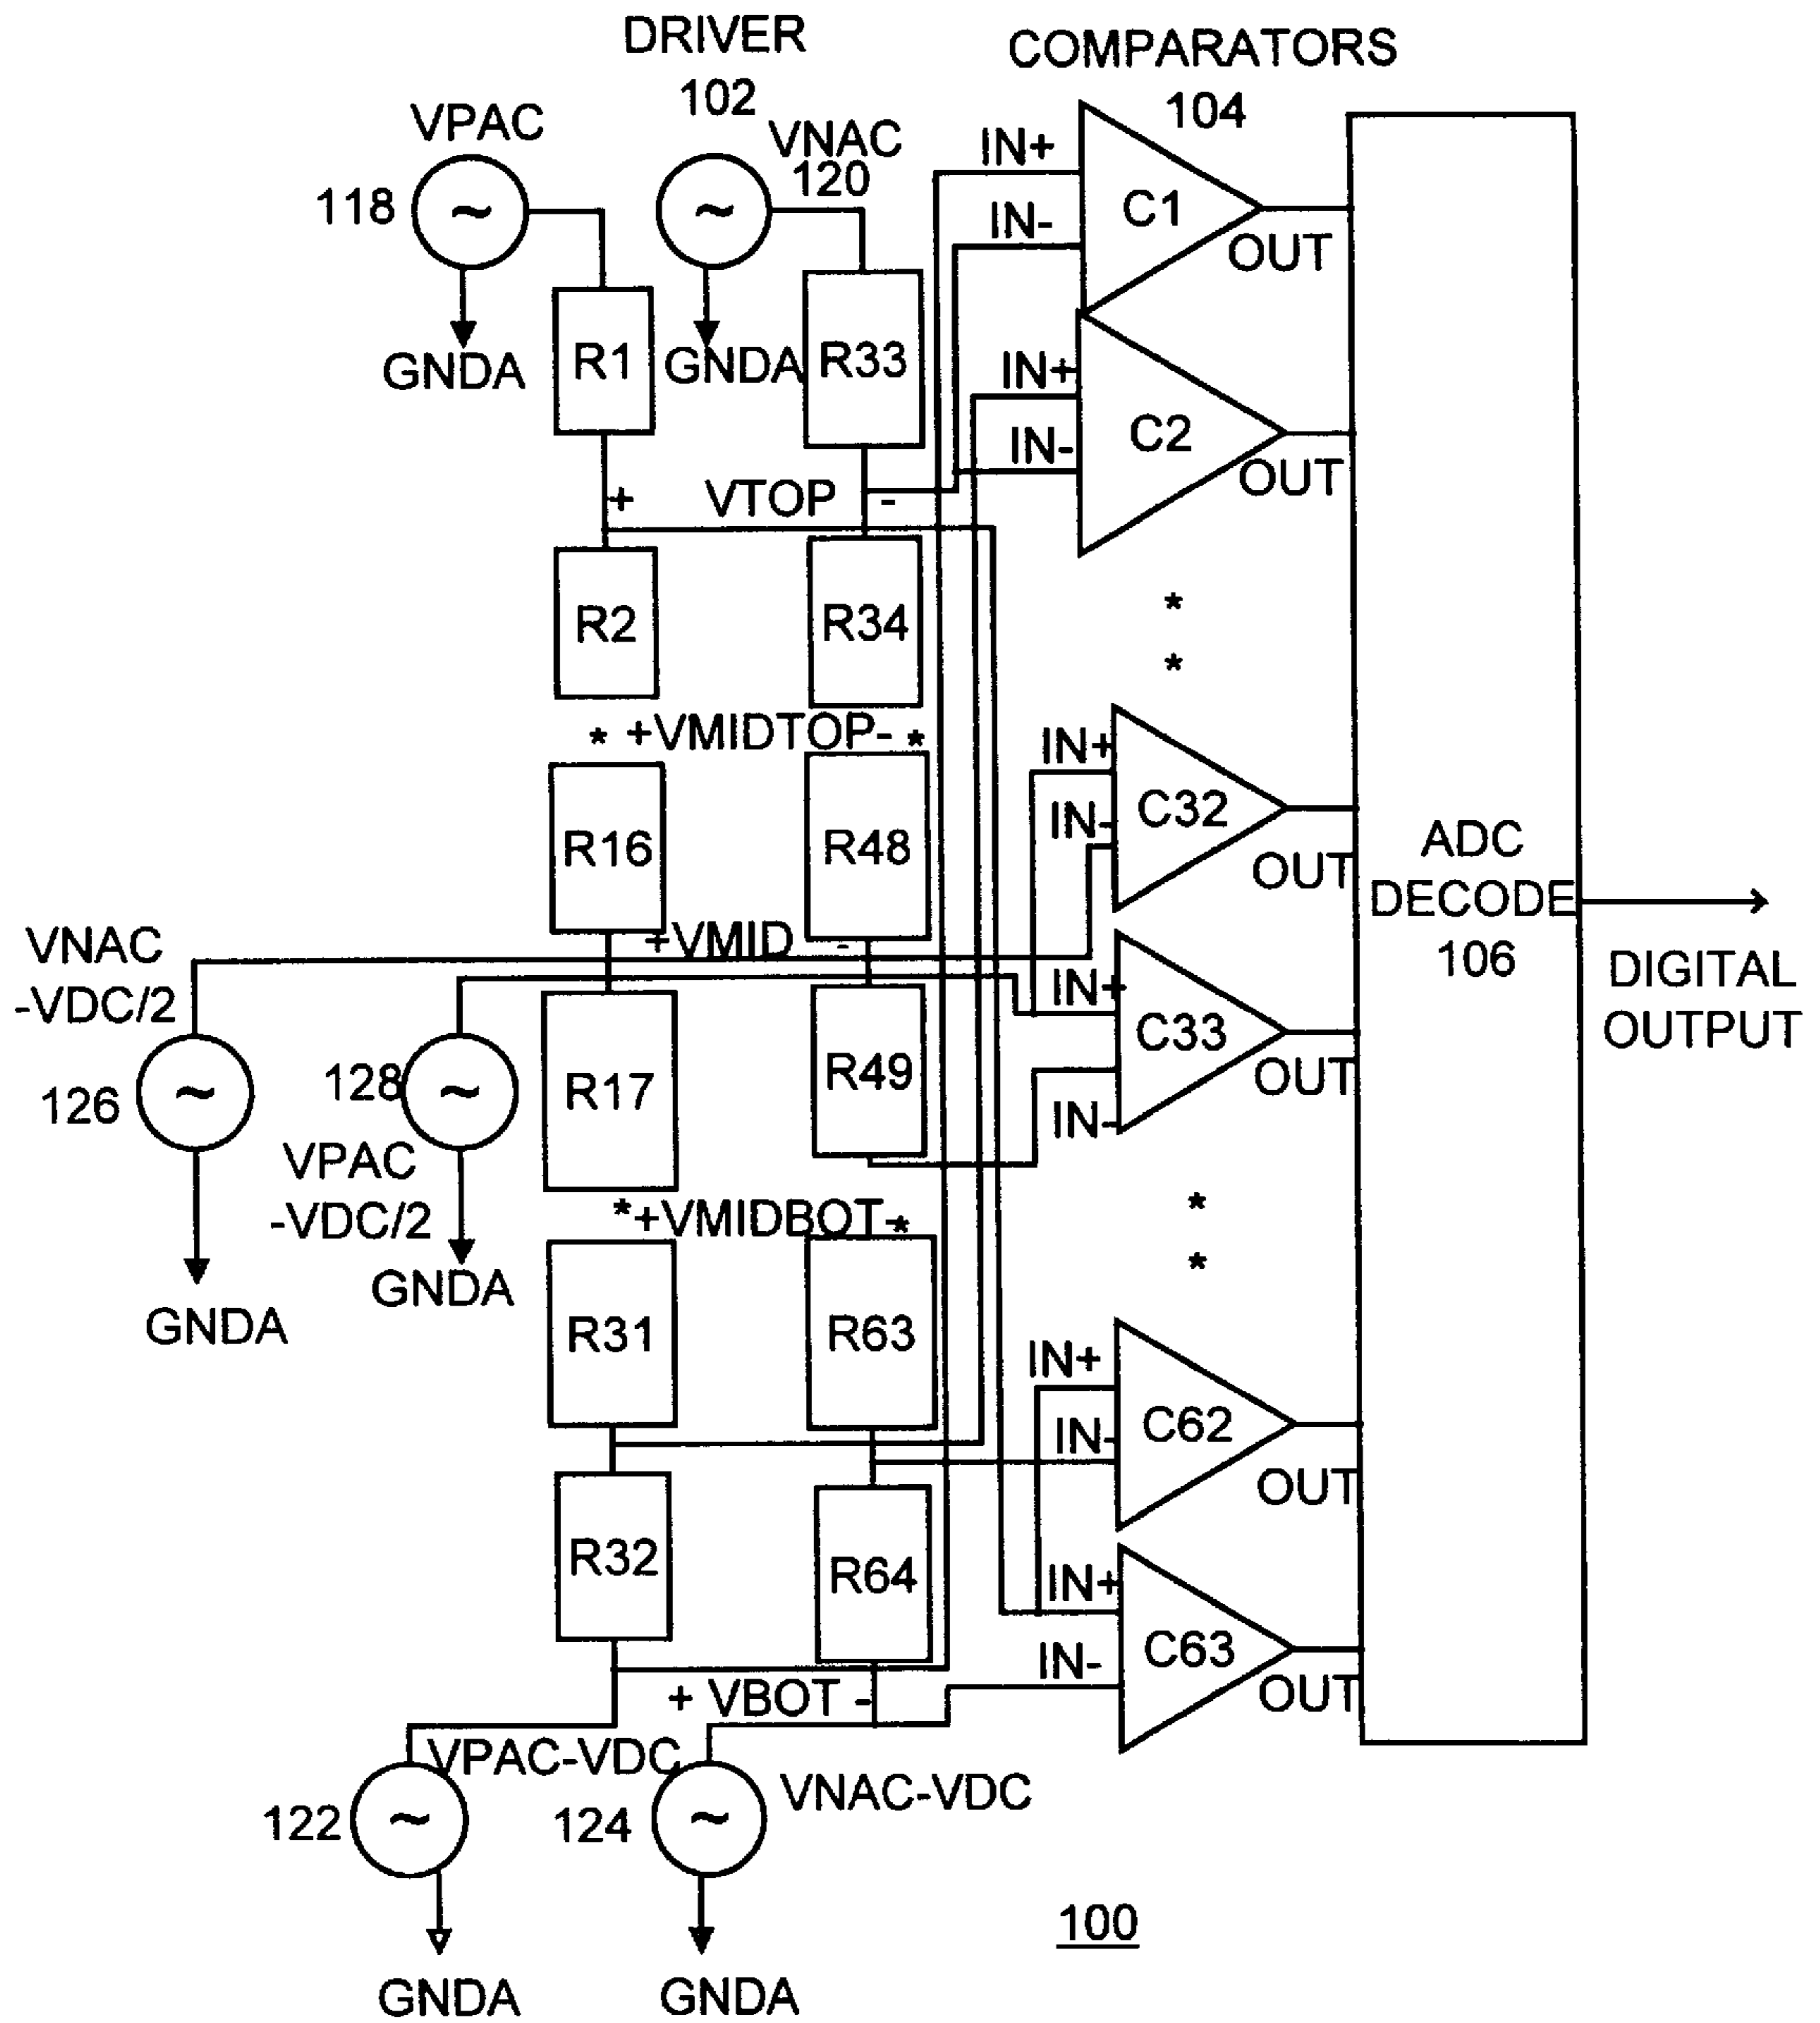 DRIVER
102
COMPARATORS
104
VPAC
118
~
GNDA
VNAC
120
~
GNDA
R1
R33
IN+
IN-
C1
OUT
IN+
IN-
C2
OUT
+ VTOP -
R2
R34
*
*
* +VMIDTOP- *
R16
R48
IN+
IN-
C32
OUT
ADC
DECODE
106
DIGITAL
OUTPUT
+VMID -
VNAC
-VDC/2
126
~
GNDA
128
~
VPAC
-VDC/2
GNDA
R17
R49
IN+
C33
IN-
OUT
*
*
*+VMIDBOT-*
R31
R63
IN+
IN-
C62
OUT
R32
R64
IN+
IN-
C63
OUT
+ VBOT -
VPAC-VDC
122
~
GNDA
VNAC-VDC
124
~
GNDA
100